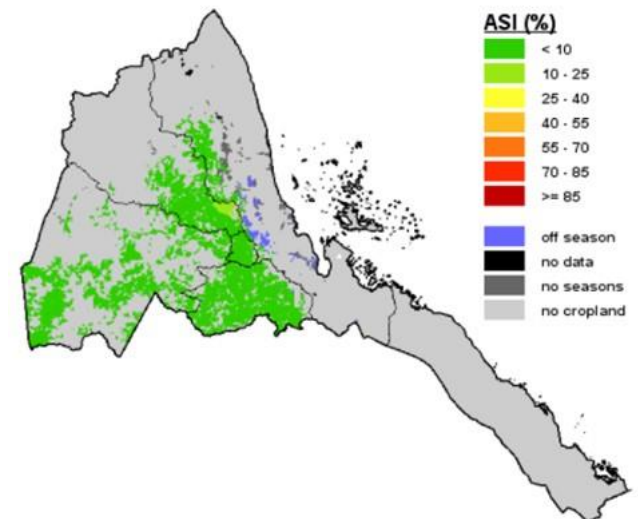 ASI (%)
< 10
10 - 25
25 - 40
40 - 55
55 - 70
70 - 85
>= 85
off season
no data
no seasons
no cropland